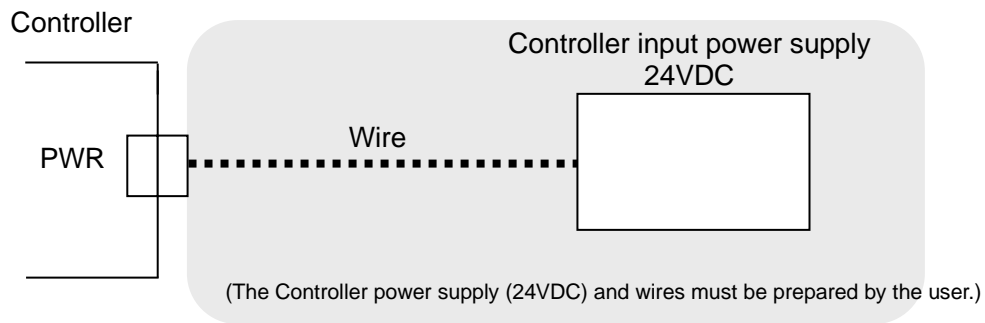 Controller
Controller input power supply
24VDC
Wire
PWR
(The Controller power supply (24VDC) and wires must be prepared by the user.)